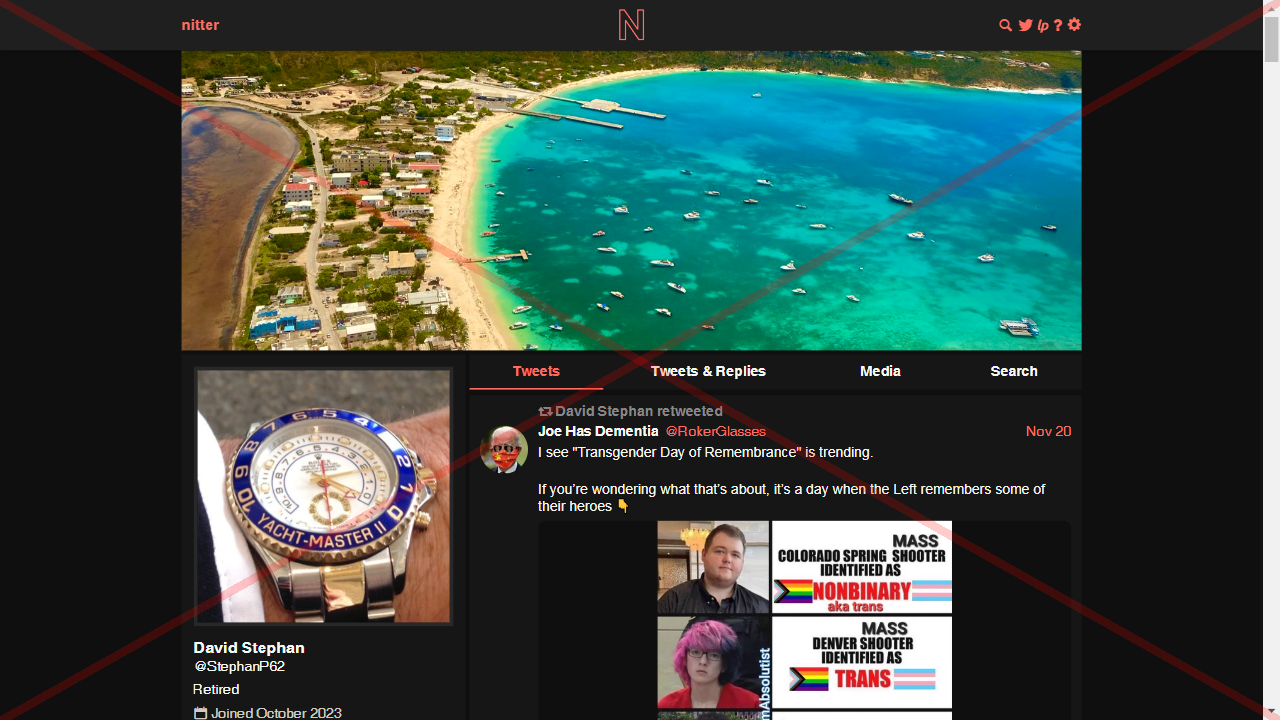 nitter
N
lp ?
Tweets
Tweets & Replies
Media
Search
David Stephan retweeted
Joe Has Dementia @RokerGlasses Nov 20
I see "Transgender Day of Remembrance" is trending.
If you're wondering what that's about, it's a day when the Left remembers some of
their heroes 👇
MASS
COLORADO SPRING SHOOTER
IDENTIFIED AS
NONBINARY
aka trans
MASS
DENVER SHOOTER
IDENTIFIED AS
TRANS
mAbsolutist
YACHT-MASTER II
David Stephan
@StephanP62
Retired
Joined October 2023